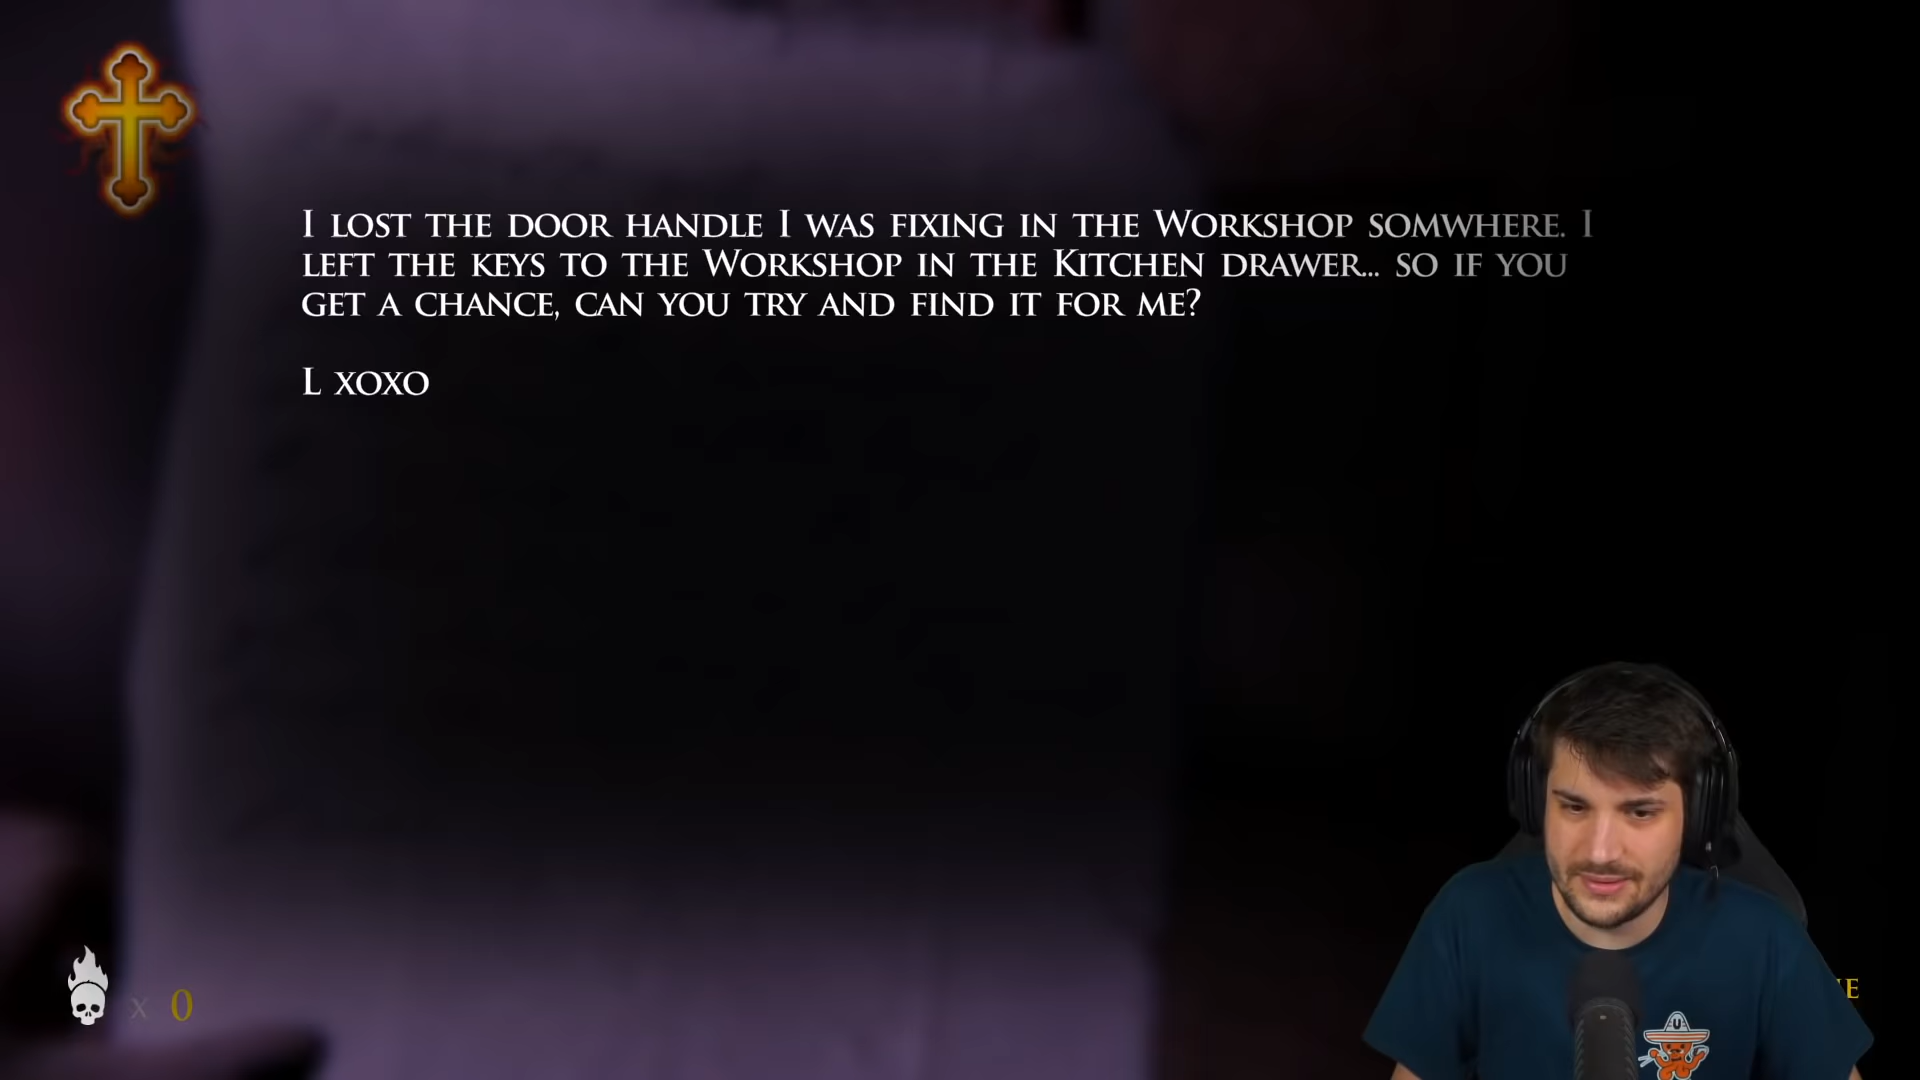 I lost the door handle I was fixing in the Workshop somwhere. I
left the keys to the Workshop in the Kitchen drawer... so if you
get a chance, can you try and find it for me?
L xoxo
x 0